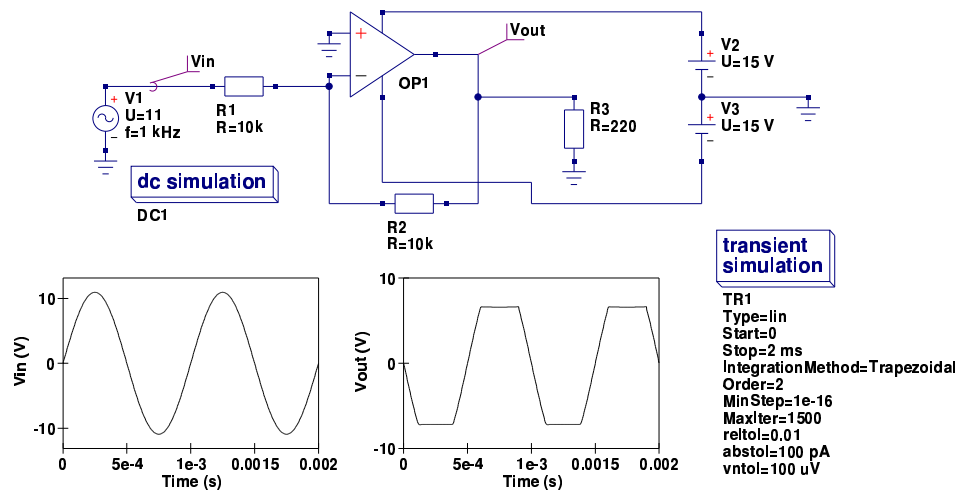 Vin
V1
U=11
f=1 kHz
R1
R=10k
OP1
Vout
R3
R=220
V2
U=15 V
V3
U=15 V
dc simulation
DC1
R2
R=10k
transient
simulation
TR1
Type=lin
Start=0
Stop=2 ms
IntegrationMethod=Trapezoidal
Order=2
MinStep=1e-16
MaxIter=1500
reltol=0.01
abstol=100 pA
vntol=100 uV
Vin (V)
10
0
-10
0
5e-4
1e-3
0.0015
0.002
Time (s)
Vout (V)
10
0
-10
0
5e-4
1e-3
0.0015
0.002
Time (s)